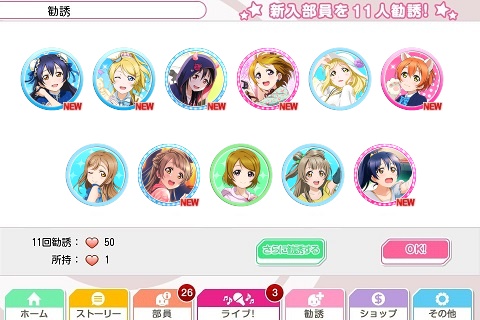 勧誘
新入部員を11人勧誘!
NEW NEW NEW NEW NEW
NEW NEW
11回勧誘： 50
所持： 1
さらに勧誘する
OK!
26
3
ホーム
ストーリー
部員
ライブ!
勧誘
ショップ
その他